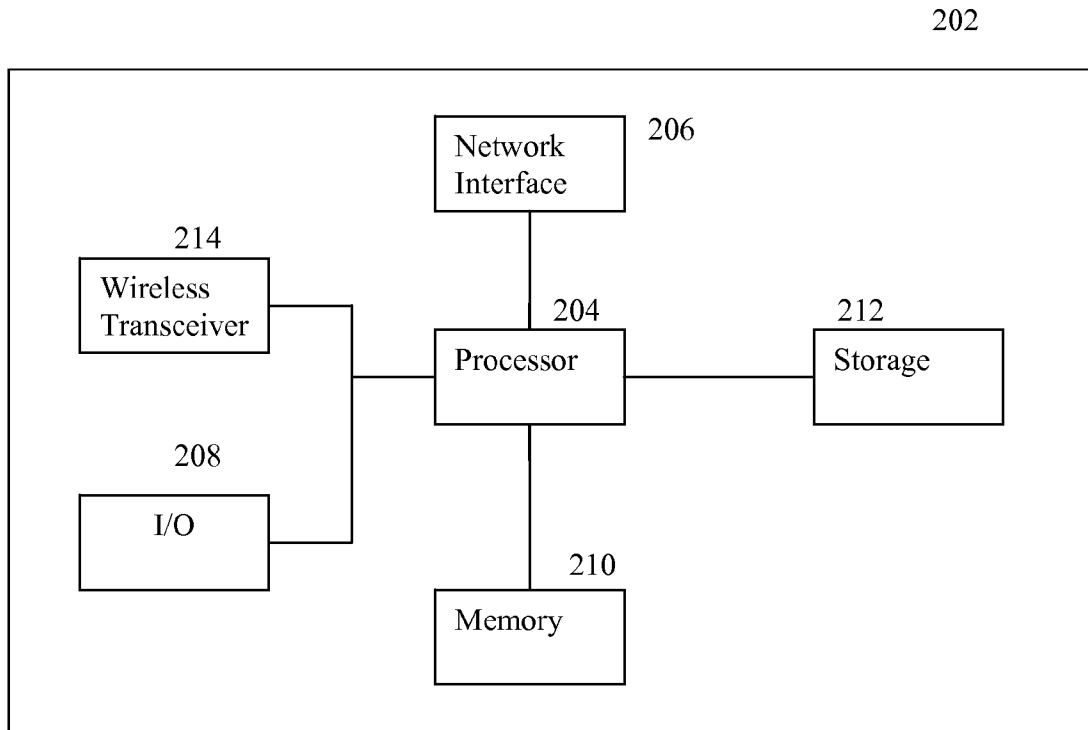 202
206
Network
Interface
214
Wireless
Transceiver
204
Processor
212
Storage
208
I/O
210
Memory